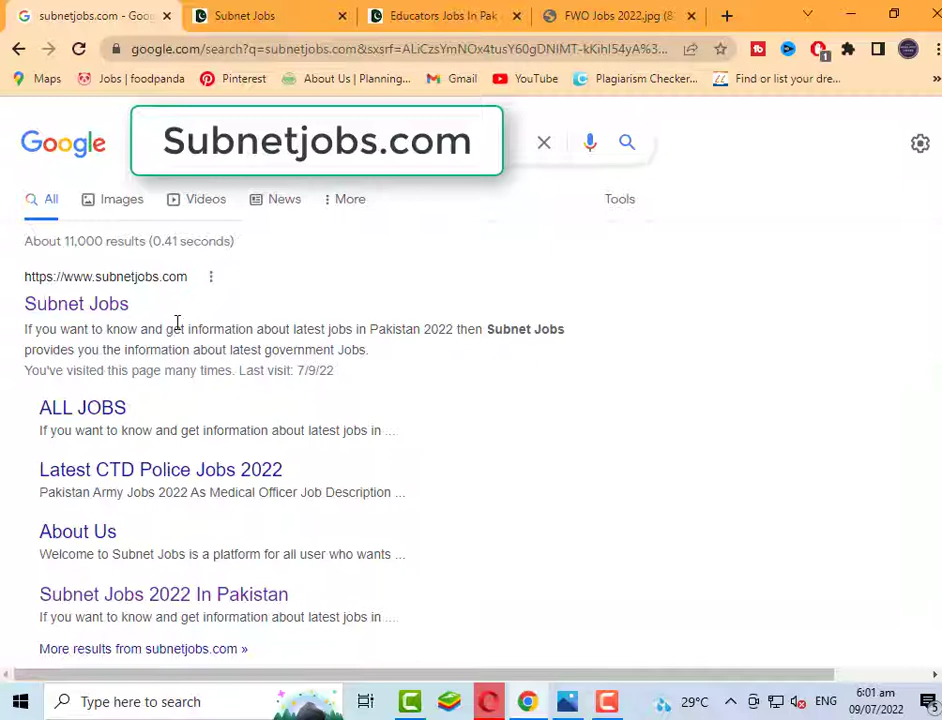 subnetjobs.com - Goo
Subnet Jobs
Educators Jobs In Pak
FWO Jobs 2022.jpg (8
google.com/search?q=subnetjobs.com&sxsrf=ALiCzsYmNOx4tusY60gDNIMT-kKihI54yA%3...
1
Maps
Jobs | foodpanda
Pinterest
About Us | Planning...
Gmail
YouTube
Plagiarism Checker...
Find or list your dre...
Google
Subnetjobs.com
All
Images
Videos
News
More
Tools
About 11,000 results (0.41 seconds)
https://www.subnetjobs.com
Subnet Jobs
If you want to know and get information about latest jobs in Pakistan 2022 then Subnet Jobs
provides you the information about latest government Jobs.
You've visited this page many times. Last visit: 7/9/22
ALL JOBS
If you want to know and get information about latest jobs in ...
Latest CTD Police Jobs 2022
Pakistan Army Jobs 2022 As Medical Officer Job Description ...
About Us
Welcome to Subnet Jobs is a platform for all user who wants ...
Subnet Jobs 2022 In Pakistan
If you want to know and get information about latest jobs in ...
More results from subnetjobs.com »
Type here to search
29°C
ENG
6:01 am
09/07/2022
5